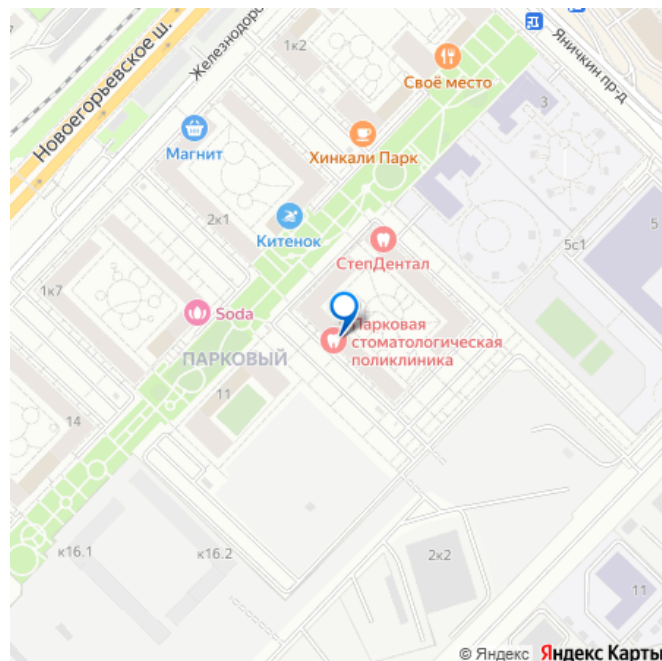 1к2
Железнодоро
Яничкин пр-д
Своё место
Новоегорьевское ш.
3
Магнит
Хинкали Парк
2к1
Китенок
5с1
5
СтепДентал
1к7
Soda
Парковая
стоматологическая
поликлиника
ПАРКОВЫЙ
11
14
к16.1
к16.2
2к2
11
© Яндекс Яндекс Карты